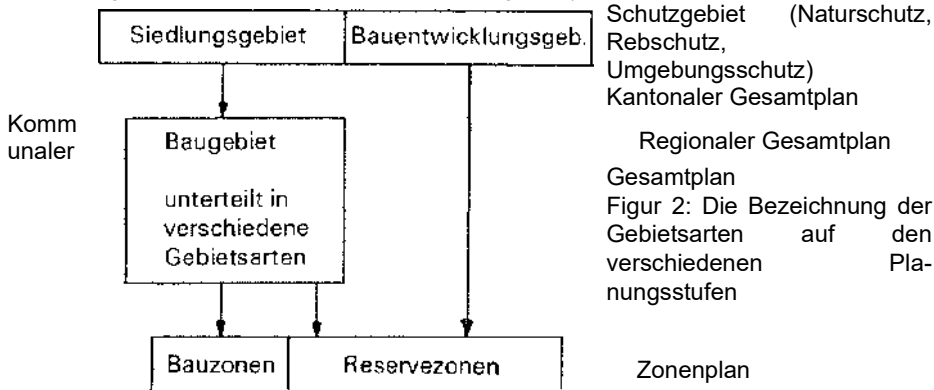 Siedlungsgebiet
Bauentwicklungsgeb.
Schutzgebiet (Naturschutz,
Rebschutz,
Umgebungsschutz)
Kantonaler Gesamtplan
Komm
unaler
Baugebiet
unterteilt in
verschiedene
Gebietsarten
Regionaler Gesamtplan
Gesamtplan
Figur 2: Die Bezeichnung der
Gebietsarten auf den
verschiedenen Pla-
nungsstufen
Bauzonen
Reservezonen
Zonenplan